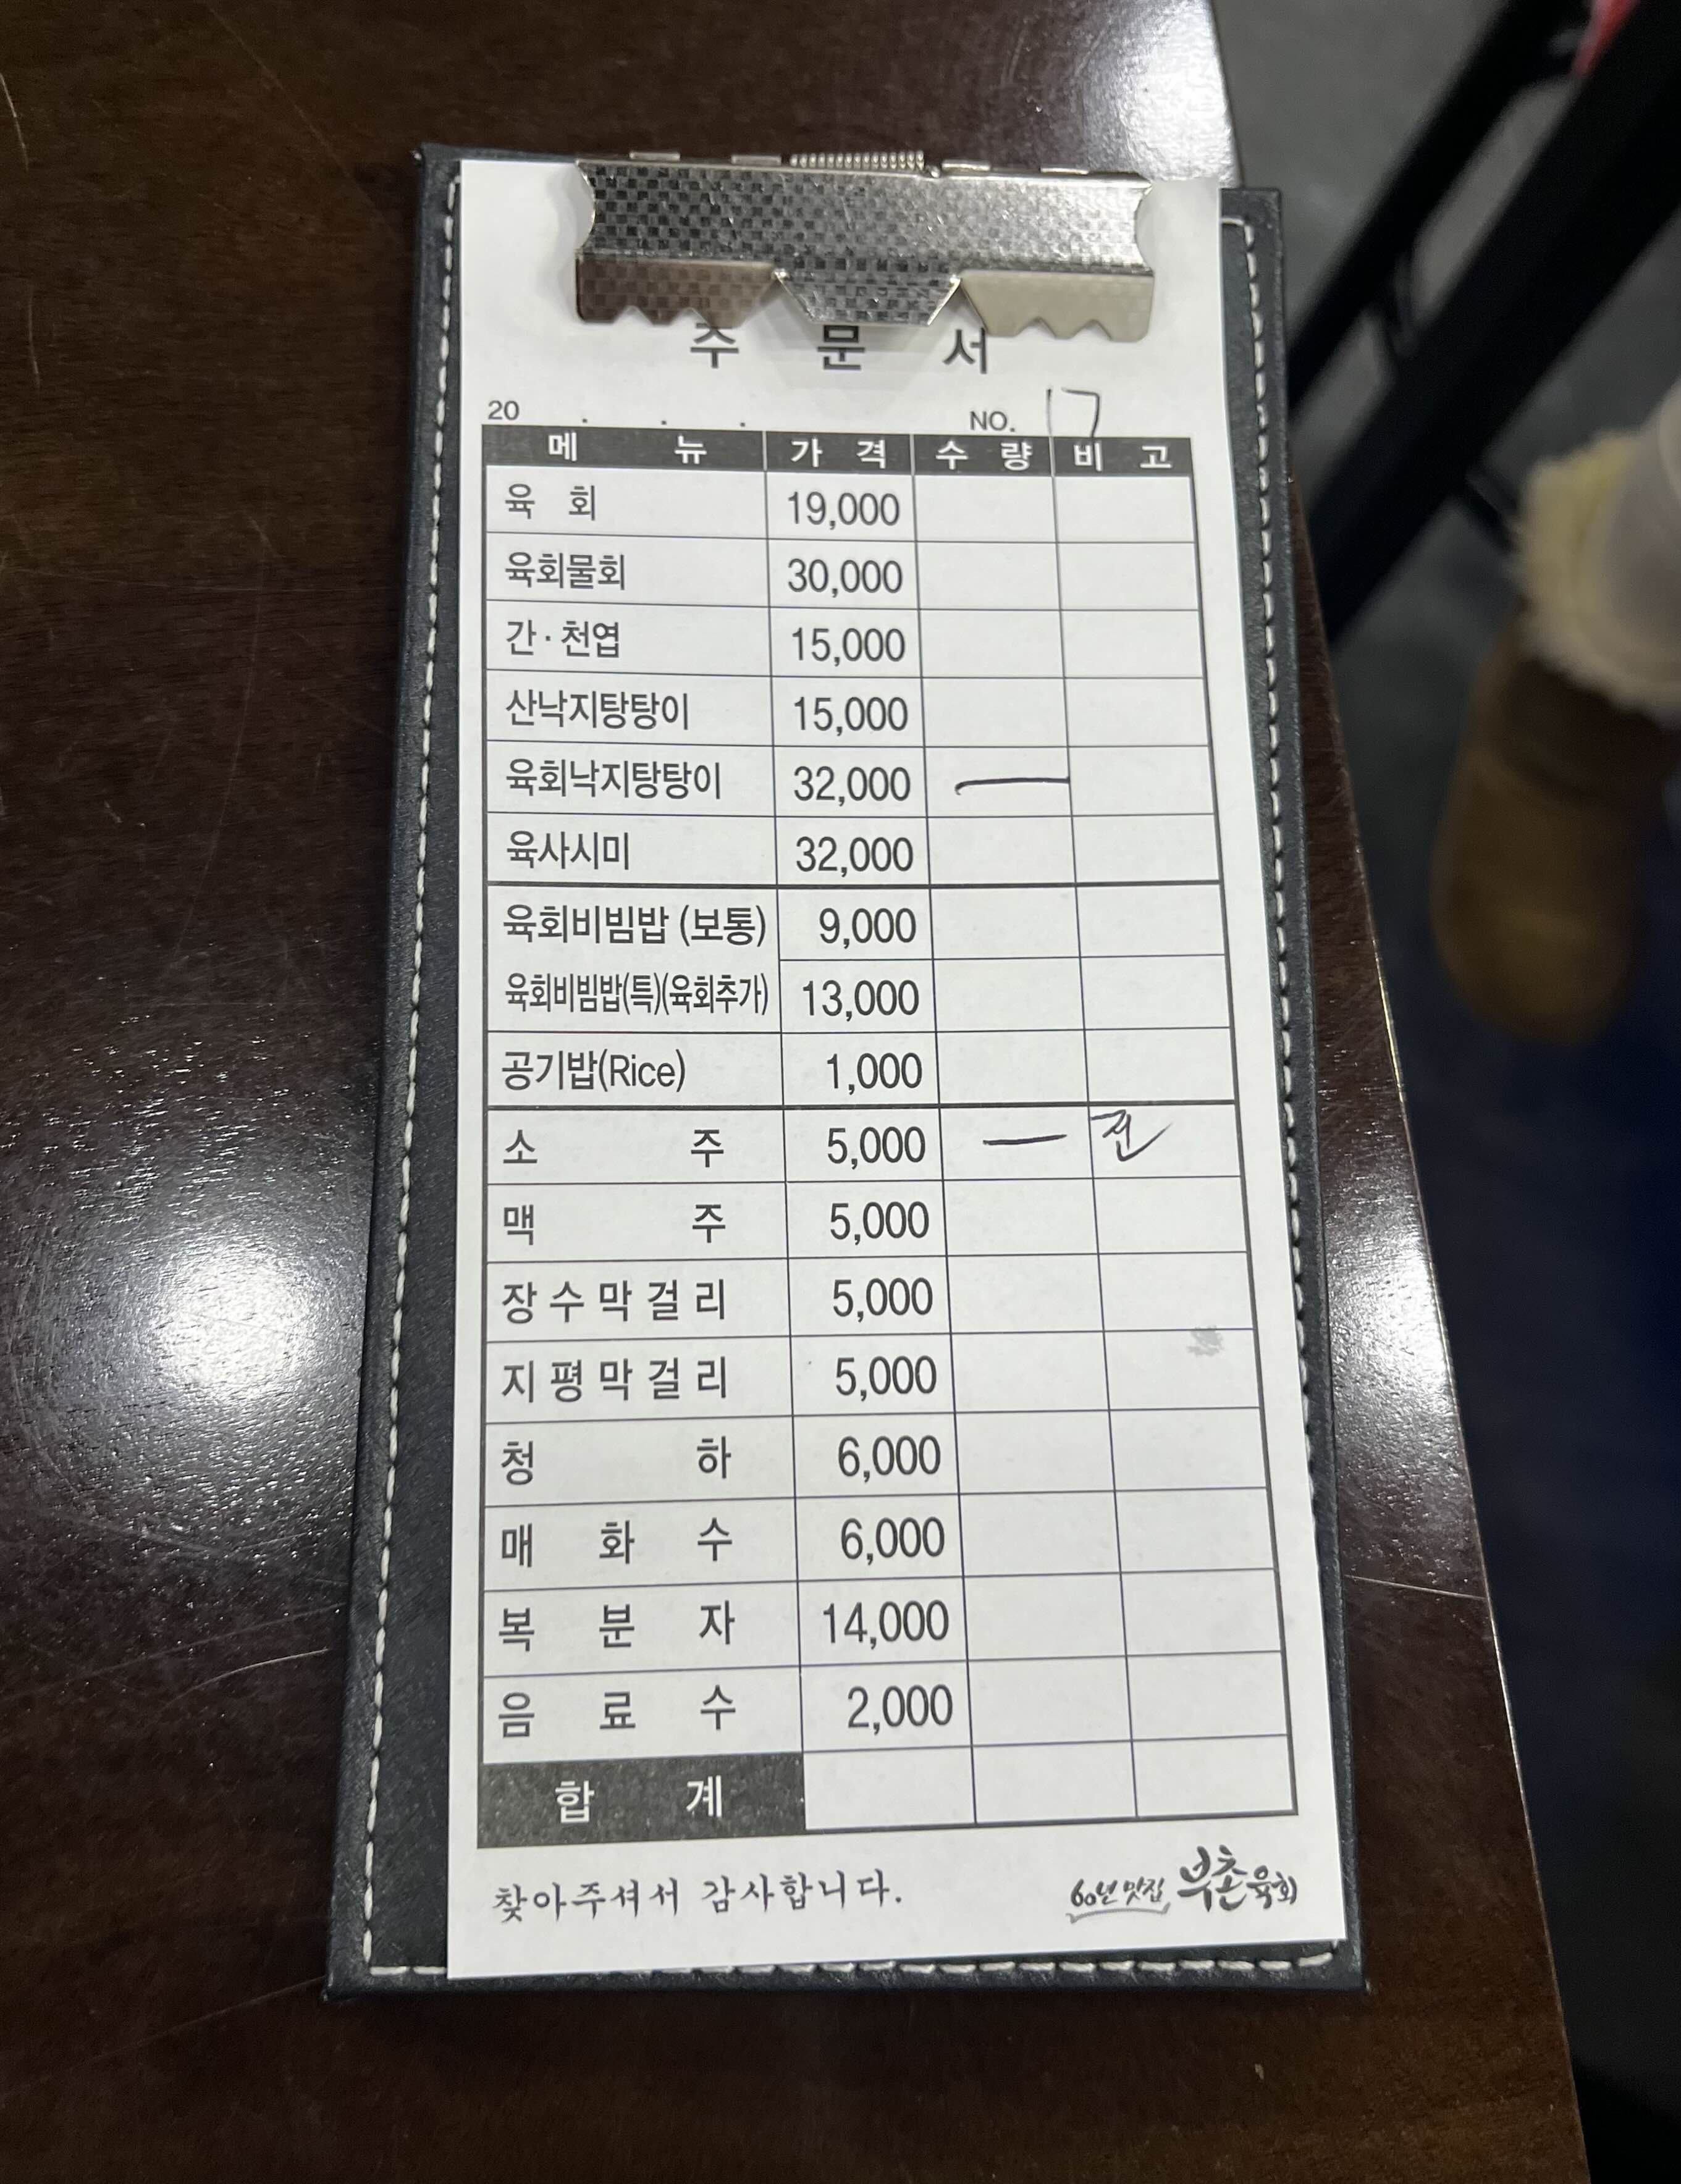 주 문 서
20 . . . NO. 17
메 뉴 가 격 수 량 비 고
육 회 19,000
육회물회 30,000
간·천엽 15,000
산낙지탕탕이 15,000
육회낙지탕탕이 32,000 ー
육사시미 32,000
육회비빔밥 (보통) 9,000
육회비빔밥(특)(육회추가) 13,000
공기밥(Rice) 1,000
소 주 5,000 ー 진
맥 주 5,000
장수막걸리 5,000
지평막걸리 5,000
청 하 6,000
매 화 수 6,000
복 분 자 14,000
음 료 수 2,000
합 계
찾아주셔서 감사합니다. 60년 맛집 부촌육회